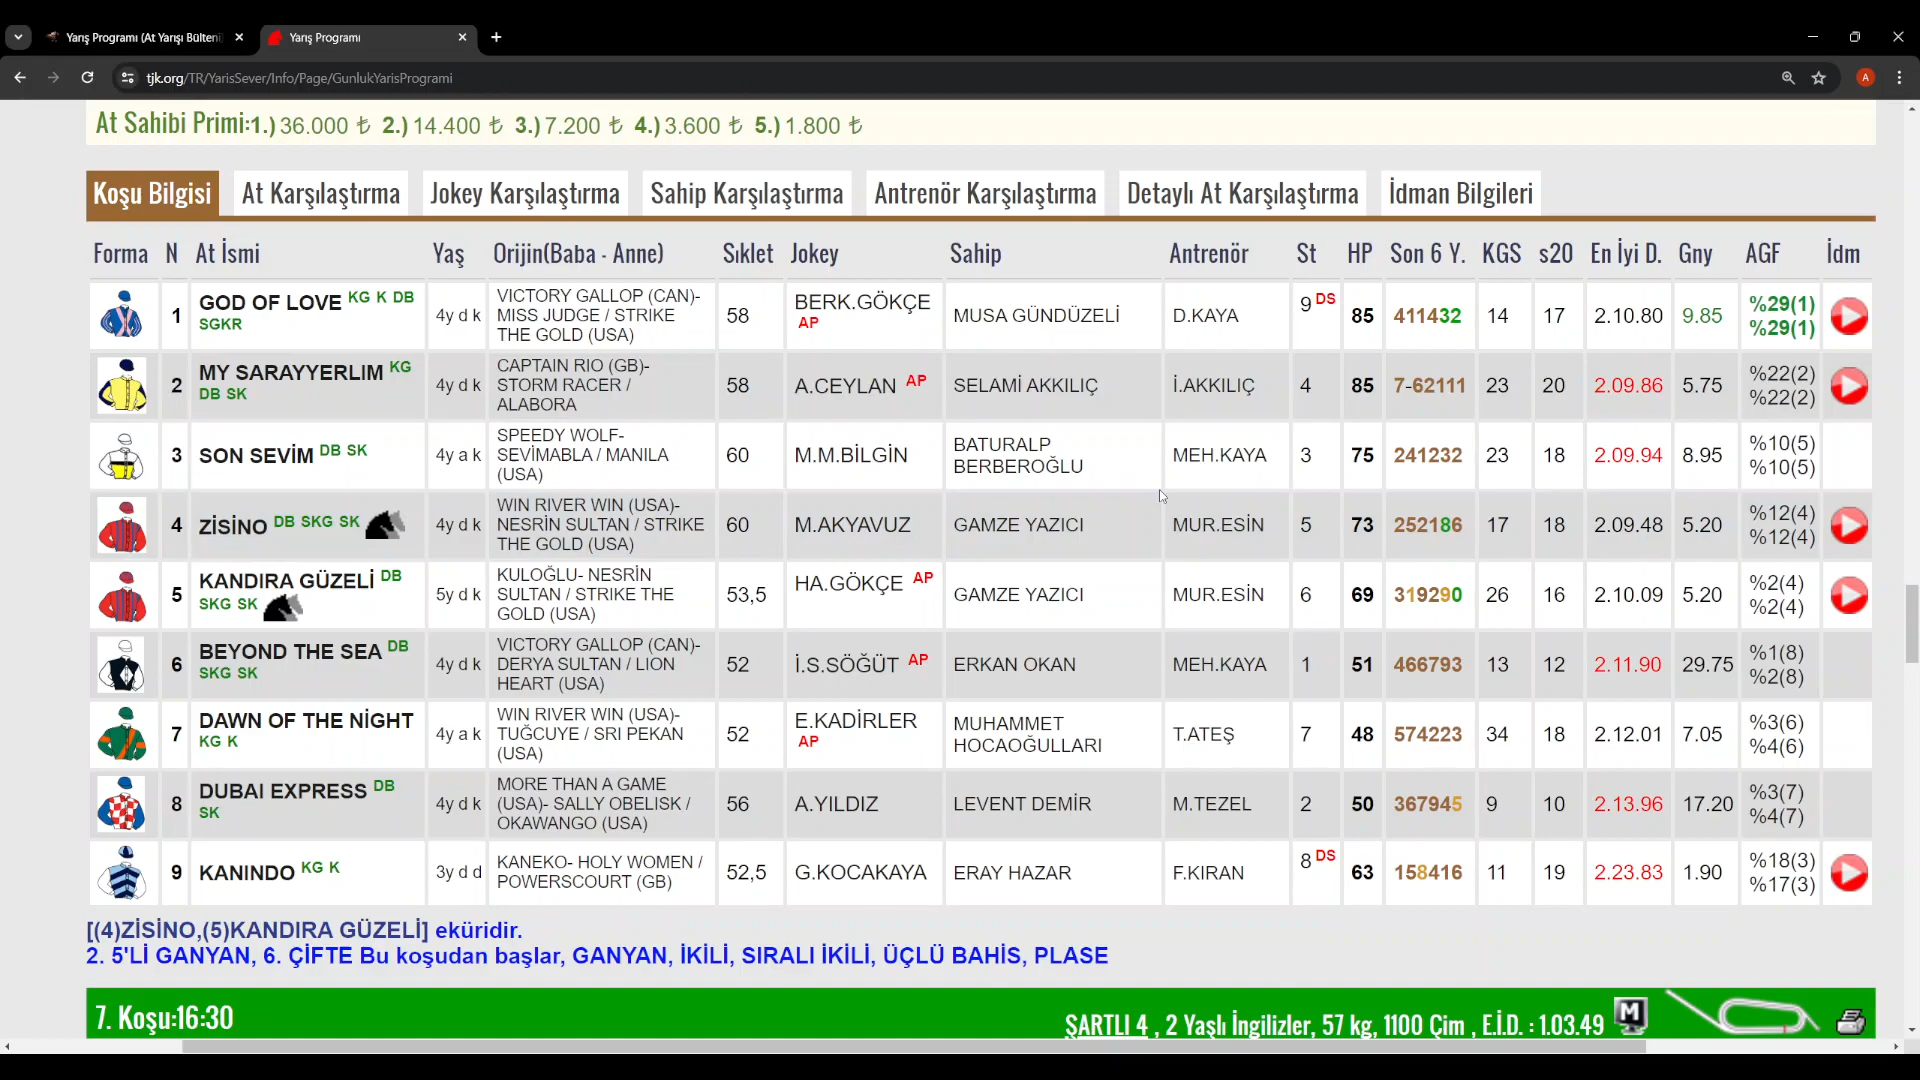 Yarış Programı (At Yarışı Bülteni)
Yarış Programı
tjk.org/TR/YarisSever/Info/Page/GunlukYarisProgrami
A
At Sahibi Primi:1.) 36.000 ₺ 2.) 14.400 ₺ 3.) 7.200 ₺ 4.) 3.600 ₺ 5.) 1.800 ₺
Koşu Bilgisi At Karşılaştırma Jokey Karşılaştırma Sahip Karşılaştırma Antrenör Karşılaştırma Detaylı At Karşılaştırma İdman Bilgileri
Forma N At İsmi Yaş Orijin(Baba - Anne) Sıklet Jokey Sahip Antrenör St HP Son 6 Y. KGS s20 En İyi D. Gny AGF İdm
1 GOD OF LOVE KG K DB SGKR 4y d k VICTORY GALLOP (CAN)- MISS JUDGE / STRIKE THE GOLD (USA) 58 BERK.GÖKÇE AP MUSA GÜNDÜZELİ D.KAYA 9 DS 85 411432 14 17 2.10.80 9.85 %29(1) %29(1)
2 MY SARAYYERLIM KG DB SK 4y d k CAPTAIN RIO (GB)- STORM RACER / ALABORA 58 A.CEYLAN AP SELAMİ AKKILIÇ İ.AKKILIÇ 4 85 7-62111 23 20 2.09.86 5.75 %22(2) %22(2)
3 SON SEVİM DB SK 4y a k SPEEDY WOLF- SEVİMABLA / MANILA (USA) 60 M.M.BİLGİN BATURALP BERBEROĞLU MEH.KAYA 3 75 241232 23 18 2.09.94 8.95 %10(5) %10(5)
4 ZİSİNO DB SKG SK 4y d k WIN RIVER WIN (USA)- NESRİN SULTAN / STRIKE THE GOLD (USA) 60 M.AKYAVUZ GAMZE YAZICI MUR.ESİN 5 73 252186 17 18 2.09.48 5.20 %12(4) %12(4)
5 KANDIRA GÜZELİ DB SKG SK 5y d k KULOĞLU- NESRİN SULTAN / STRIKE THE GOLD (USA) 53,5 HA.GÖKÇE AP GAMZE YAZICI MUR.ESİN 6 69 319290 26 16 2.10.09 5.20 %2(4) %2(4)
6 BEYOND THE SEA DB SKG SK 4y d k VICTORY GALLOP (CAN)- DERYA SULTAN / LION HEART (USA) 52 İ.S.SÖĞÜT AP ERKAN OKAN MEH.KAYA 1 51 466793 13 12 2.11.90 29.75 %1(8) %2(8)
7 DAWN OF THE NİGHT KG K 4y a k WIN RIVER WIN (USA)- TUĞCUYE / SRI PEKAN (USA) 52 E.KADİRLER AP MUHAMMET HOCAOĞULLARI T.ATEŞ 7 48 574223 34 18 2.12.01 7.05 %3(6) %4(6)
8 DUBAI EXPRESS DB SK 4y d k MORE THAN A GAME (USA)- SALLY OBELISK / OKAWANGO (USA) 56 A.YILDIZ LEVENT DEMİR M.TEZEL 2 50 367945 9 10 2.13.96 17.20 %3(7) %4(7)
9 KANINDO KG K 3y d d KANEKO- HOLY WOMEN / POWERSCOURT (GB) 52,5 G.KOCAKAYA ERAY HAZAR F.KIRAN 8 DS 63 158416 11 19 2.23.83 1.90 %18(3) %17(3)
[(4)ZİSİNO,(5)KANDIRA GÜZELİ] eküridir.
2. 5'Lİ GANYAN, 6. ÇİFTE Bu koşudan başlar, GANYAN, İKİLİ, SIRALI İKİLİ, ÜÇLÜ BAHİS, PLASE
7. Koşu:16:30 ŞARTLI 4 , 2 Yaşlı İngilizler, 57 kg, 1100 Çim , E.İ.D. : 1.03.49 M